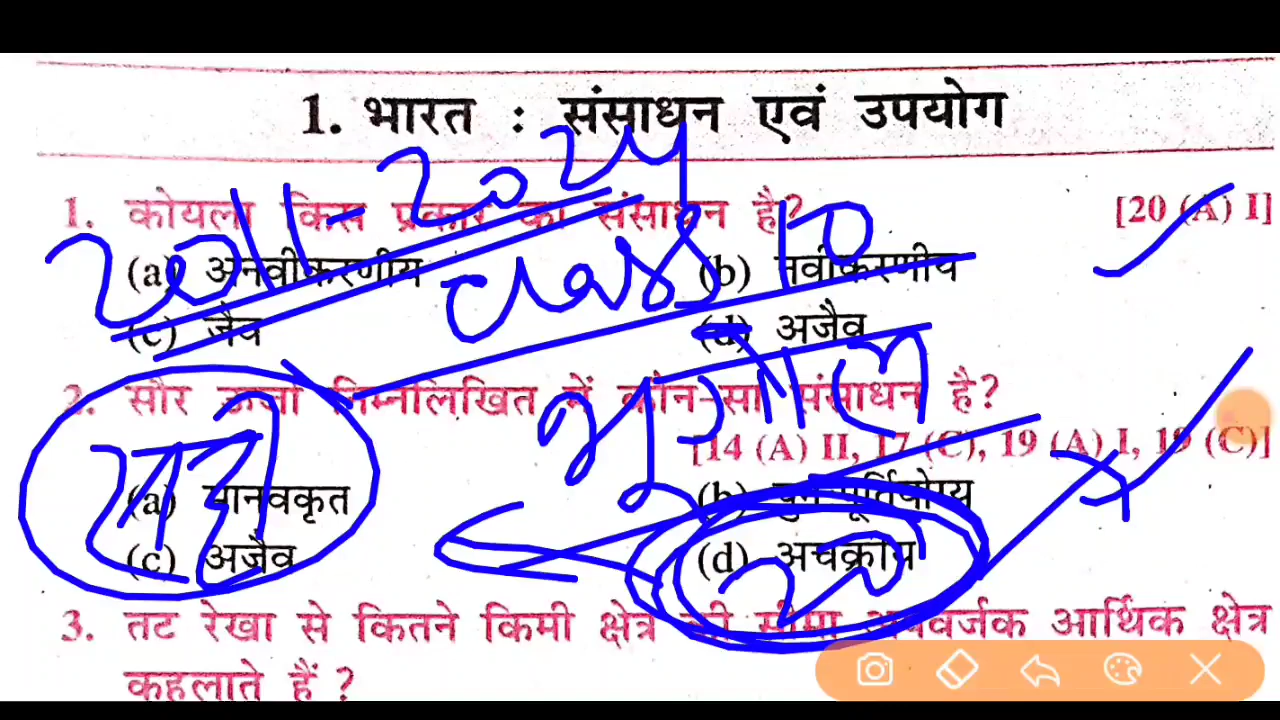 1. भारत : संसाधन एवं उपयोग
1. कोयला किस प्रकार का संसाधन है? [20 (A) I]
(a) अनवीकरणीय (b) नवीकरणीय
(c) जैव (d) अजैव
2011-2024
class 10
भूगोल
2. सौर ऊर्जा निम्नलिखित में कौन-सा संसाधन है?
[14 (A) II, 17 (C), 19 (A) I, 19 (C)]
(a) मानवकृत (b) पुनःपूर्तियोग्य
(c) अजैव (d) अचक्रीय
20
3. तट रेखा से कितने किमी क्षेत्र की सीमा अपवर्जक आर्थिक क्षेत्र
कहलाते हैं ?